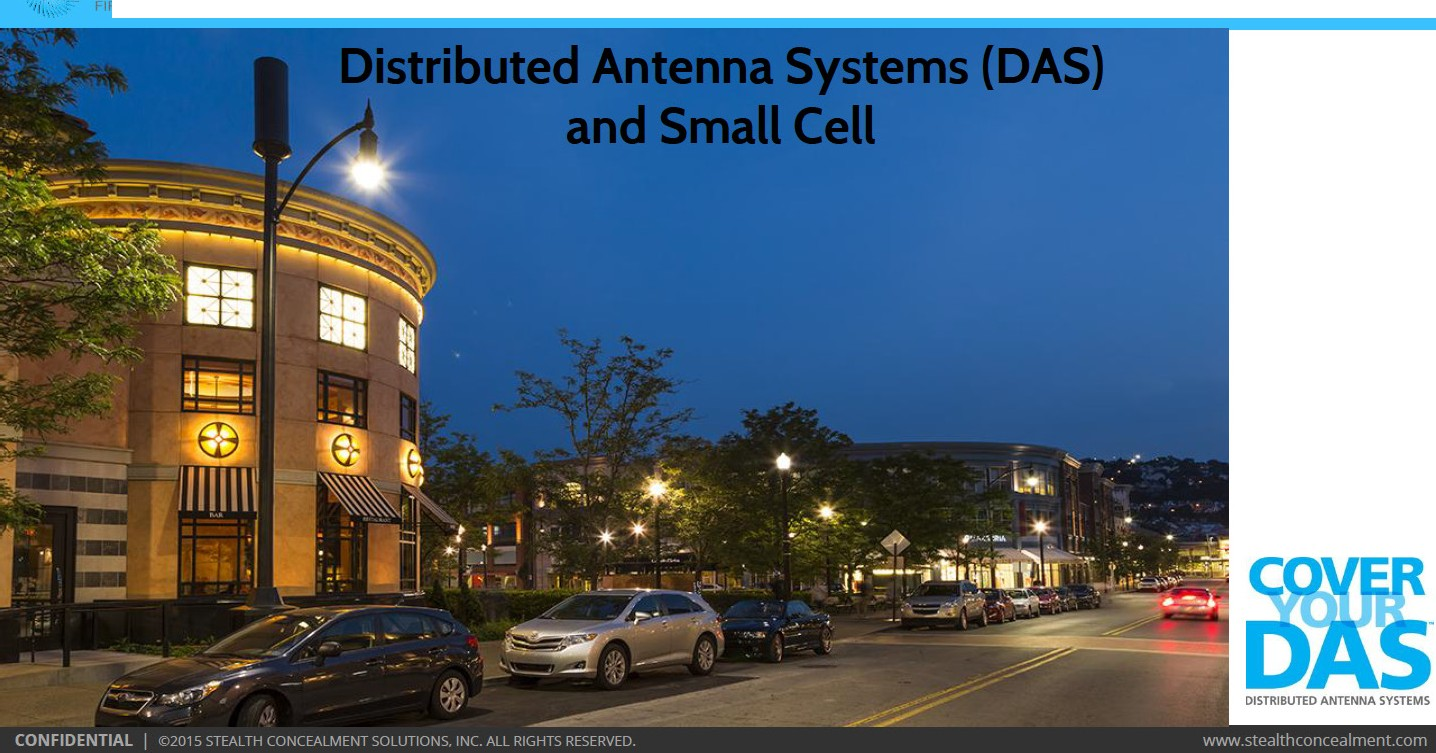 Distributed Antenna Systems (DAS)
and Small Cell
BAR
RESTAURANT
COVER
YOUR
DAS™
DISTRIBUTED ANTENNA SYSTEMS
CONFIDENTIAL | ©2015 STEALTH CONCEALMENT SOLUTIONS, INC. ALL RIGHTS RESERVED.
www.stealthconcealment.com